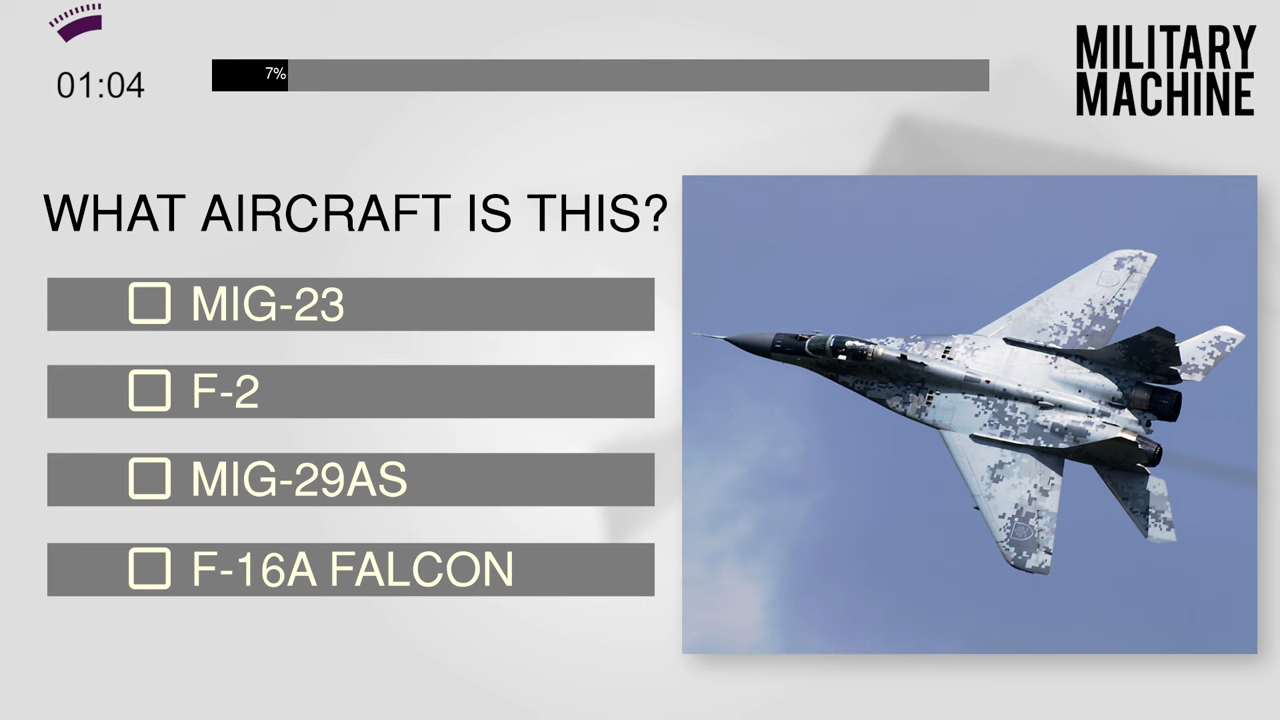 01:04
7%
MILITARY
MACHINE
WHAT AIRCRAFT IS THIS?
MIG-23
F-2
MIG-29AS
F-16A FALCON